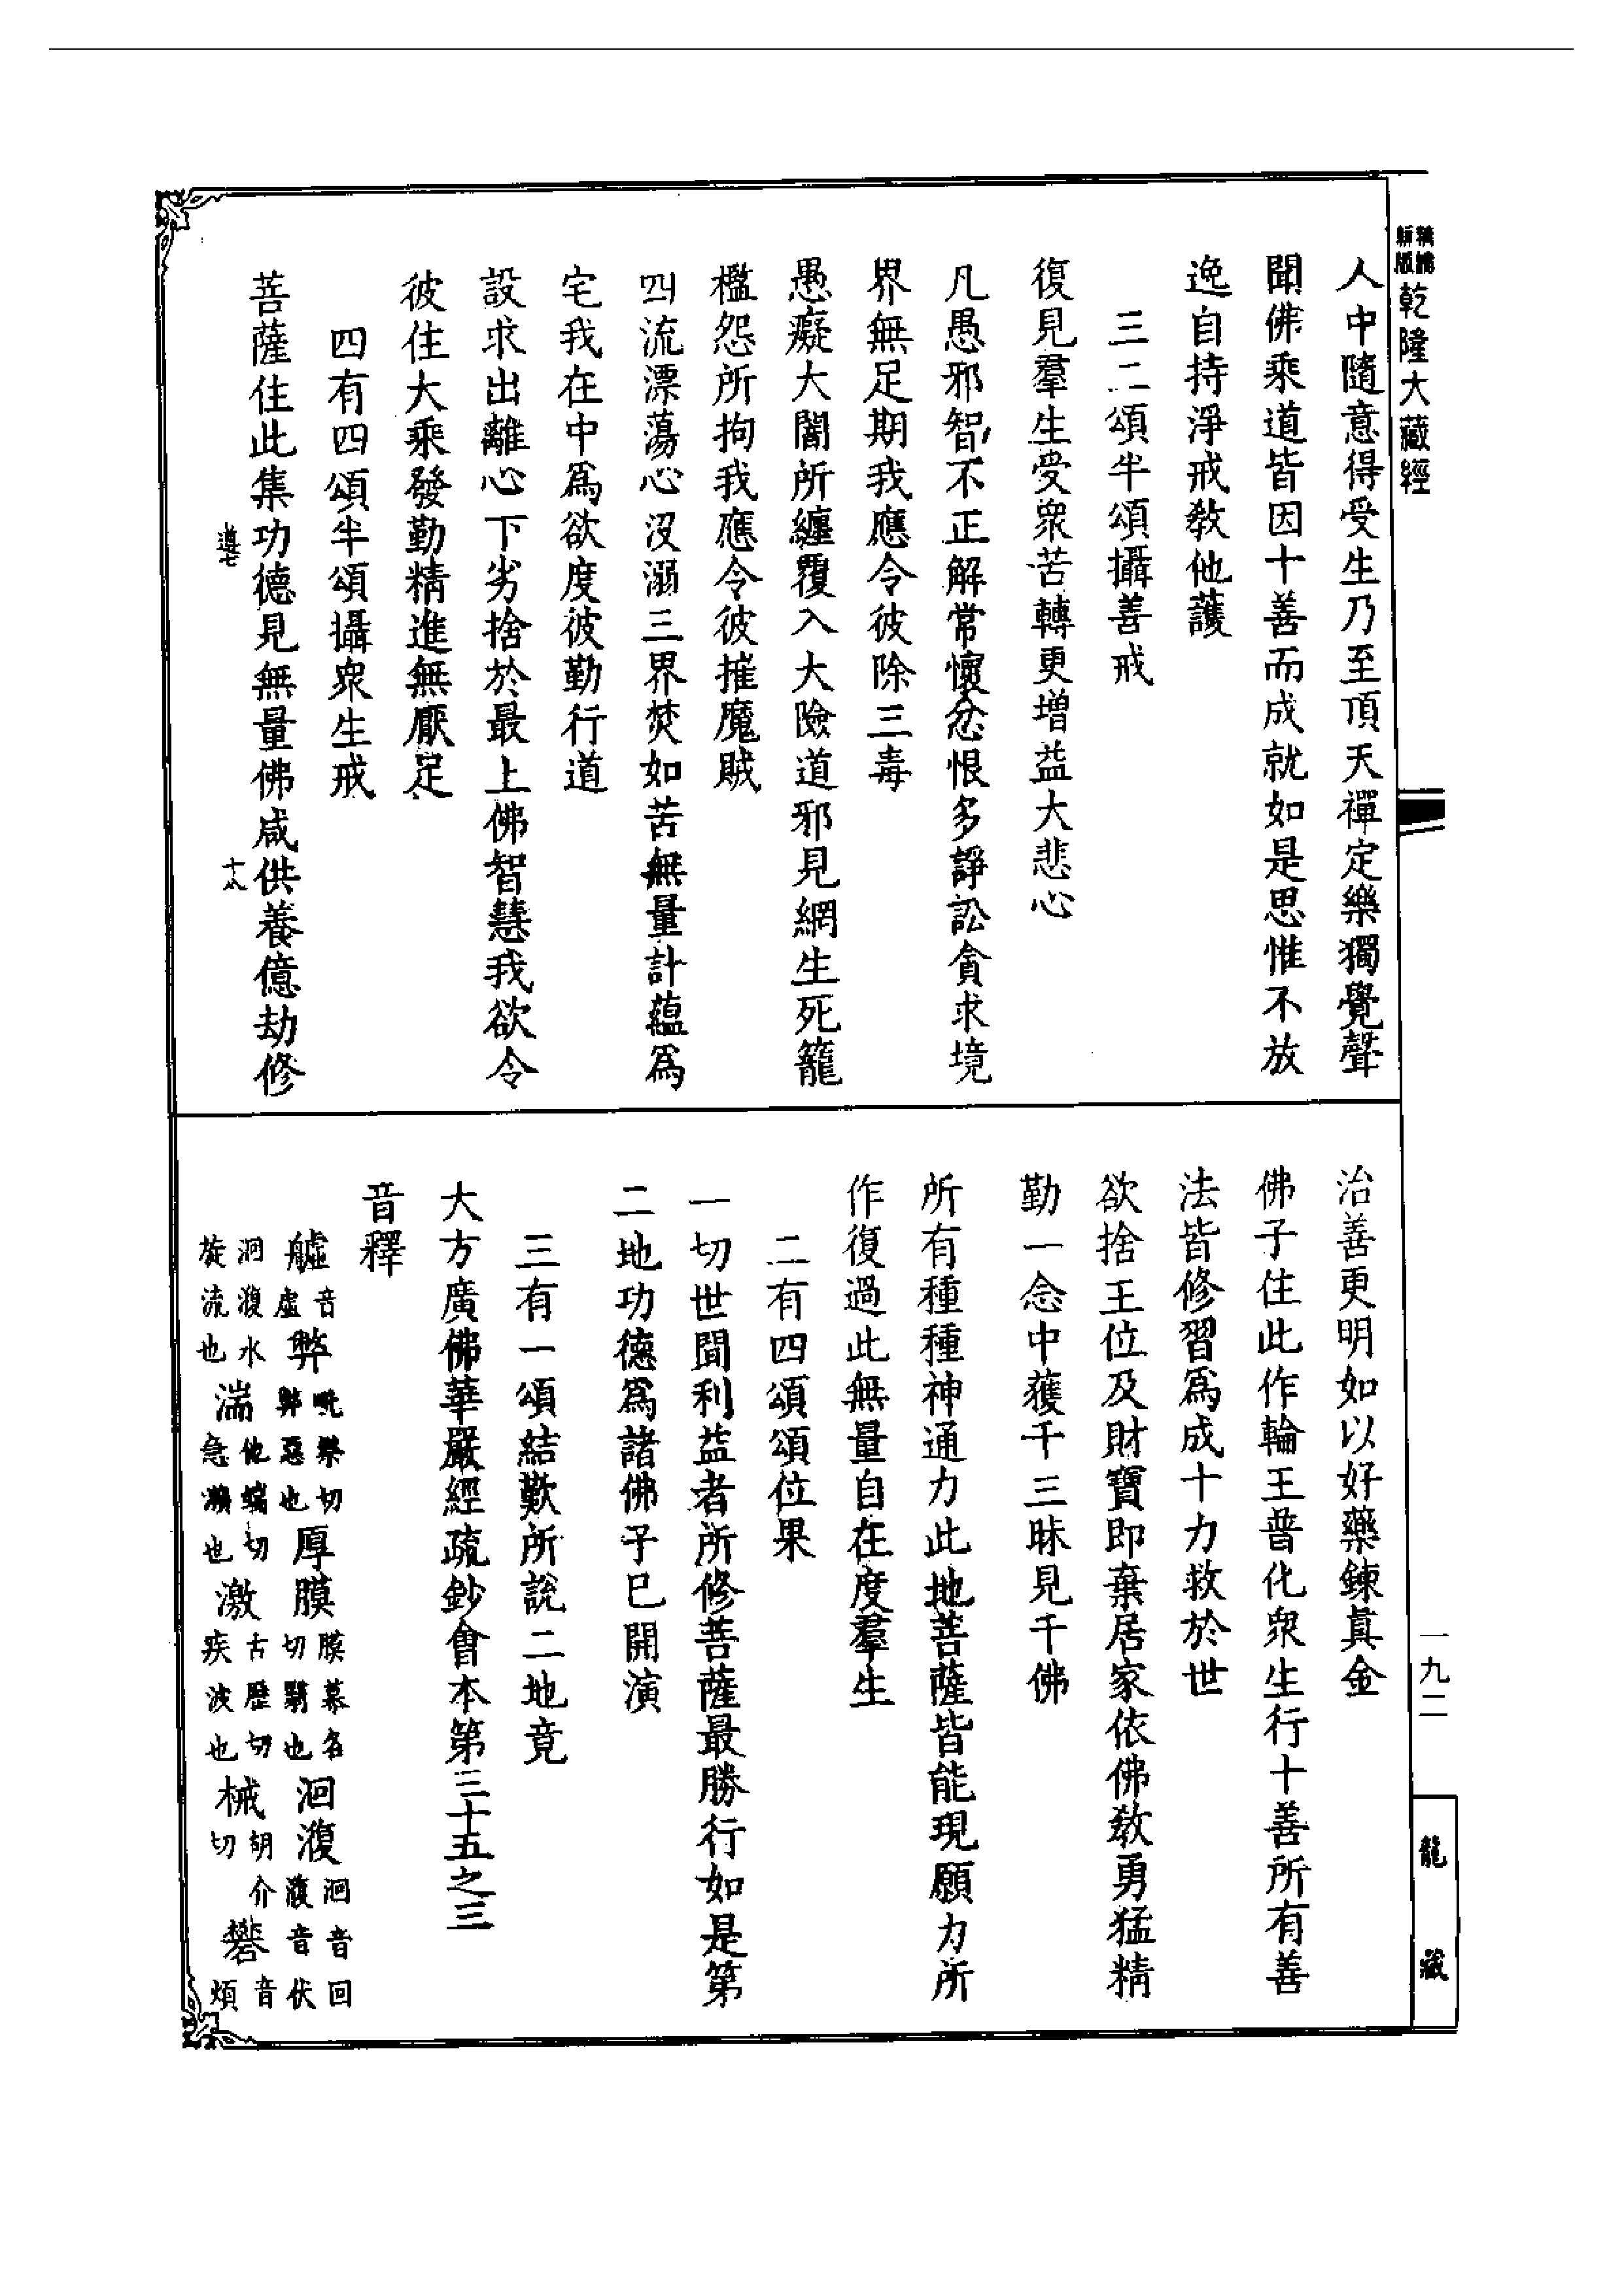 乾隆大藏經
人中隨意得受生乃至頂天禪定樂獨覺聲
聞佛乘道皆因十善而成就如是思惟不放
逸自持淨戒教他護
三二頌半頌攝善戒
復見羣生受衆苦轉更增益大悲心
凡愚邪智不正解常懷忿恨多諍訟貪求境
界無足期我應令彼除三毒
愚癡大闇所纏覆入大險道邪見網生死籠
檻怨所拘我應令彼摧魔賊
四流漂蕩心沒溺三界焚如苦無量計蘊爲
宅我在中爲欲度彼勤行道
設求出離心下劣捨於最上佛智慧我欲令
彼住大乘發勤精進無厭足
四有四頌半頌攝衆生戒
菩薩住此集功德見無量佛咸供養億劫修
遵七
十八
治善更明如以好藥鍊真金
佛子住此作輪王普化衆生行十善所有善
法皆修習爲成十力救於世
欲捨王位及財寶即棄居家依佛教勇猛精
勤一念中獲千三昧見千佛
所有種種神通力此地菩薩皆能現願力所
作復過此無量自在度羣生
二有四頌頌位果
一切世間利益者所修菩薩最勝行如是第
二地功德爲諸佛子已開演
三有一頌結歎所說二地竟
大方廣佛華嚴經疏鈔會本第三十五之三
音釋
艫音虛 弊毗祭切弊惡也 厚膜膜慕各切翳也 洄澓洄音回澓音伏
洄澓水旋流也 湍他端切急瀨也 激古歷切疾波也 械胡介切 礬音煩
一九二
龍藏